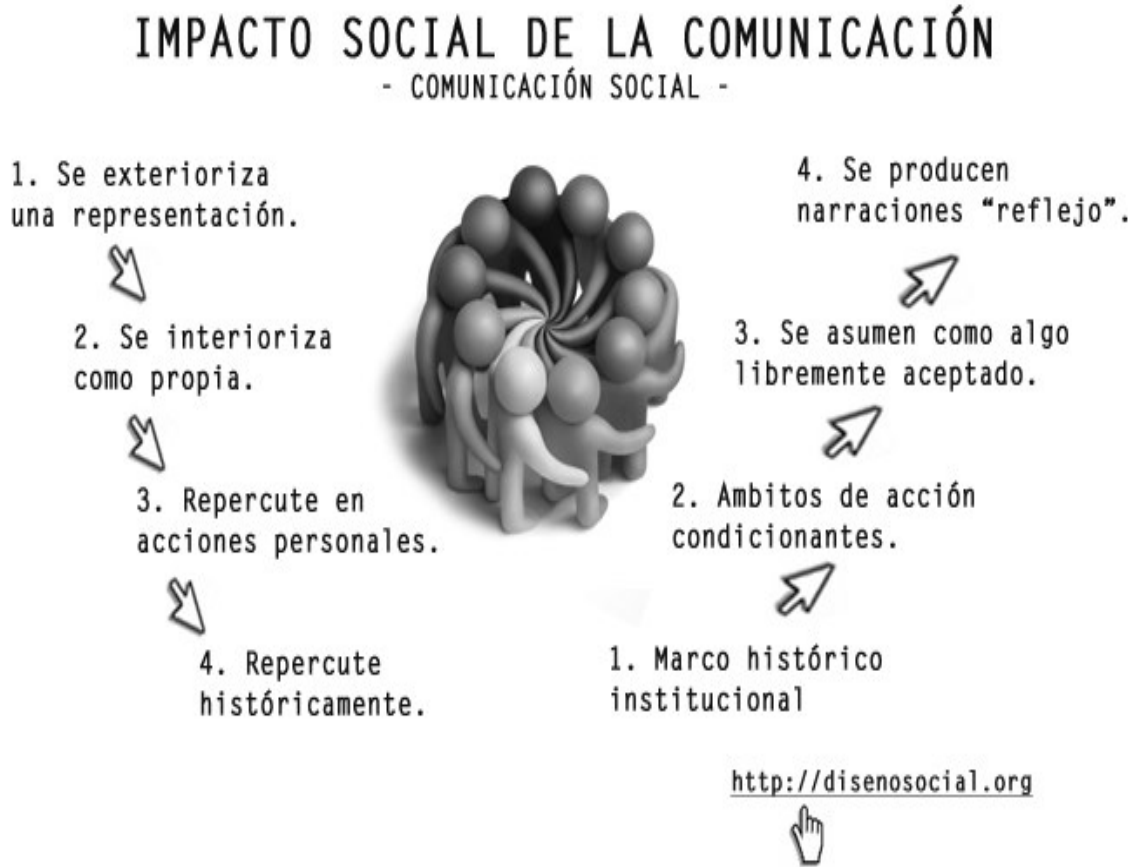 IMPACTO SOCIAL DE LA COMUNICACIÓN
- COMUNICACIÓN SOCIAL -
1. Se exterioriza
una representación.
2. Se interioriza
como propia.
3. Repercute en
acciones personales.
4. Repercute
históricamente.
4. Se producen
narraciones “reflejo”.
3. Se asumen como algo
libremente aceptado.
2. Ambitos de acción
condicionantes.
1. Marco histórico
institucional
http://disenosocial.org